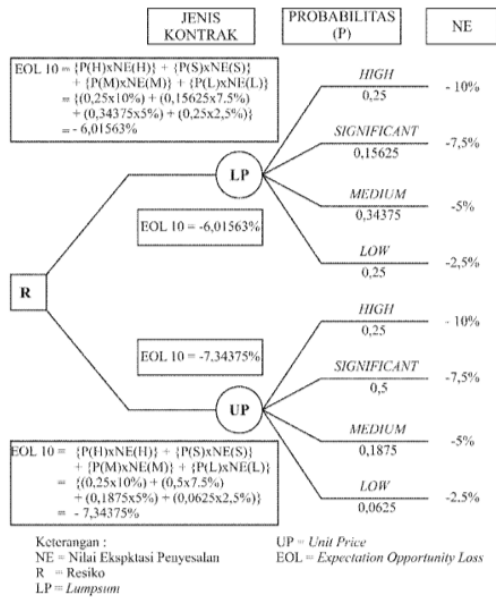 JENIS
KONTRAK
PROBABILITAS
(P)
NE
EOL 10 = {P(H)xNE(H)} + {P(S)xNE(S)}
+ {P(M)xNE(M)} + {P(L)xNE(L)}
= {(0,25x10%) + (0,15625x7.5%)
+ (0,34375x5%) + (0,25x2,5%)}
= - 6,01563%
HIGH
0,25
- 10%
SIGNIFICANT
0,15625
-7,5%
LP
MEDIUM
0,34375
-5%
EOL 10 = -6,01563%
LOW
0,25
-2,5%
R
HIGH
0,25
- 10%
EOL 10 = -7,34375%
SIGNIFICANT
0,5
-7,5%
UP
MEDIUM
0,1875
-5%
EOL 10 = {P(H)xNE(H)} + {P(S)xNE(S)}
+ {P(M)xNE(M)} + {P(L)xNE(L)}
= {(0,25x10%) + (0,5x7.5%)
+ (0,1875x5%) + (0,0625x2,5%)}
= - 7,34375%
LOW
0,0625
-2.5%
Keterangan :
NE = Nilai Ekspktasi Penyesalan
R = Resiko
LP = Lumpsum
UP = Unit Price
EOL = Expectation Opportunity Loss